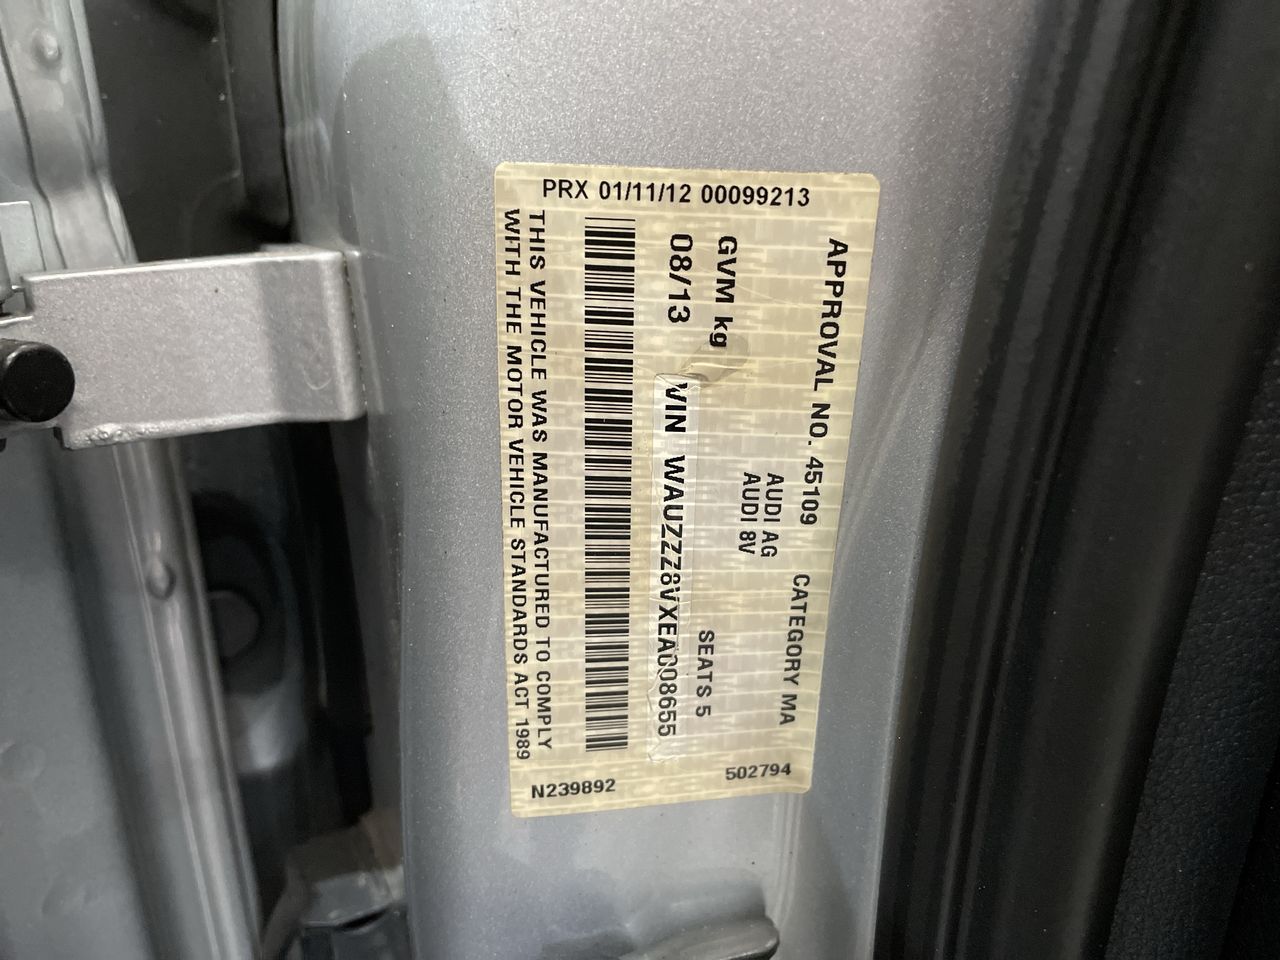 PRX 01/11/12 00099213
APPROVAL NO. 45109 CATEGORY MA
AUDI AG
AUDI 8V
GVM kg SEATS 5
08/13 VIN WAUZZZ8VXEA008655
THIS VEHICLE WAS MANUFACTURED TO COMPLY
WITH THE MOTOR VEHICLE STANDARDS ACT 1989
N239892 502794